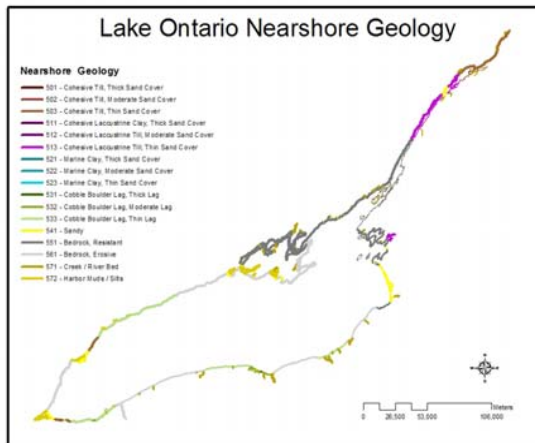 Lake Ontario Nearshore Geology
Nearshore Geology
501 - Cohesive Till, Thick Sand Cover
502 - Cohesive Till, Moderate Sand Cover
503 - Cohesive Till, Thin Sand Cover
511 - Cohesive Lacquatrine Clay, Thick Sand Cover
512 - Cohesive Lacquatrine Till, Moderate Sand Cover
513 - Cohesive Lacquatrine Till, Thin Sand Cover
521 - Marine Clay, Thick Sand Cover
522 - Marine Clay, Moderate Sand Cover
523 - Marine Clay, Thin Sand Cover
531 - Cobble Boulder Lag, Thick Lag
532 - Cobble Boulder Lag, Moderate Lag
533 - Cobble Boulder Lag, Thin Lag
541 - Sandy
551 - Bedrock, Resistant
561 - Bedrock, Erosive
571 - Creek / River Bed
572 - Harbor Muds / Silts
Meters
0 26,500 53,000 106,000